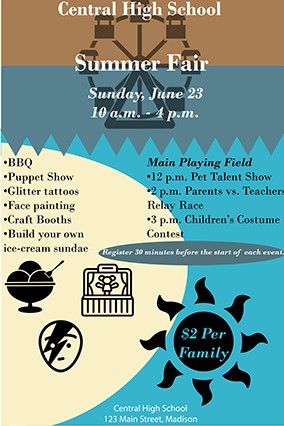 Central High School
Summer Fair
Sunday, June 23
10 a.m. - 4 p.m.
•BBQ
•Puppet Show
•Glitter tattoos
•Face painting
•Craft Booths
•Build your own
ice-cream sundae
Main Playing Field
•12 p.m. Pet Talent Show
•2 p.m. Parents vs. Teachers
Relay Race
•3 p.m. Children's Costume
Contest
Register 30 minutes before the start of each event.
$2 Per
Family
Central High School
123 Main Street, Madison